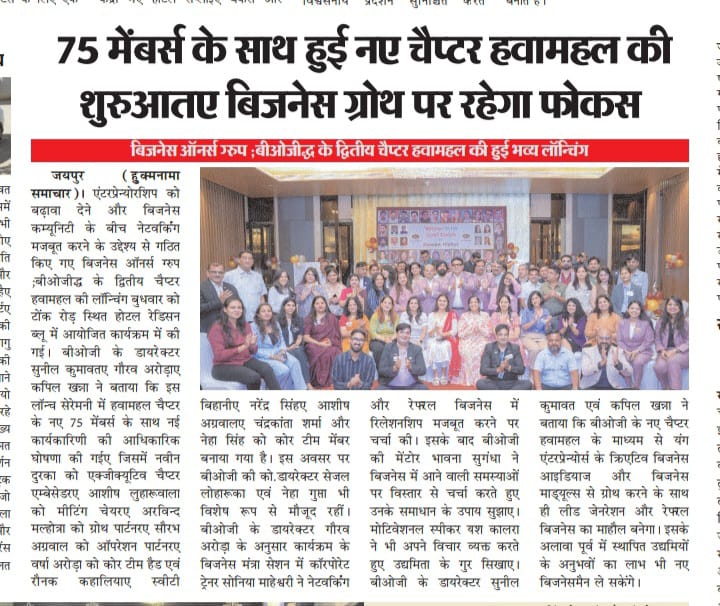 75 मेंबर्स के साथ हुई नए चैप्टर हवामहल की
शुरुआतए बिजनेस ग्रोथ पर रहेगा फोकस
बिजनेस ऑनर्स ग्रुप ;बीओजीद्ध के द्वितीय चैप्टर हवामहल की हुई भव्य लॉन्चिंग
जयपुर (हुक्मनामा
समाचार)। एंटरप्रेन्योरशिप को
बढ़ावा देने और बिजनेस
कम्यूनिटी के बीच नेटवर्किंग
मजबूत करने के उद्देश्य से गठित
किए गए बिजनेस ऑनर्स ग्रुप
;बीओजीद्ध के द्वितीय चैप्टर
हवामहल की लॉन्चिंग बुधवार को
टोंक रोड़ स्थित होटल रेडिसन
ब्लू में आयोजित कार्यक्रम में की
गई। बीओजी के डायरेक्टर
सुनील कुमावतए गौरव अरोड़ाए
कपिल खन्ना ने बताया कि इस
लॉन्च सेरेमनी में हवामहल चैप्टर
के नए 75 मेंबर्स के साथ नई
कार्यकारिणी की आधिकारिक
घोषणा की गईए जिसमें नवीन
दुरका को एक्जीक्यूटिव चैप्टर
एम्बेसेडरए आशीष लुहारूवाला
को मीटिंग चेयरए अरविन्द
मल्होत्रा को ग्रोथ पार्टनरए सौरभ
अग्रवाल को ऑपरेशन पार्टनरए
वर्षा अरोड़ा को कोर टीम हैड एवं
रौनक कहालियाए स्वीटी
बिहानीए नरेंद्र सिंहए आशीष
अग्रवालए चंद्रकांता शर्मा और
नेहा सिंह को कोर टीम मेंबर
बनाया गया है। इस अवसर पर
बीओजी की को.डायरेक्टर सेजल
लोहारूका एवं नेहा गुप्ता भी
विशेष रूप से मौजूद रहीं।
बीओजी के डायरेक्टर गौरव
अरोड़ा के अनुसार कार्यक्रम के
बिजनेस मंत्रा सेशन में कॉरपोरेट
ट्रेनर सोनिया माहेश्वरी ने नेटवर्किंग
और रेफरल बिजनेस में
रिलेशनशिप मजबूत करने पर
चर्चा की। इसके बाद बीओजी
की मेंटोर भावना सुगंधा ने
बिजनेस में आने वाली समस्याओं
पर विस्तार से चर्चा करते हुए
उनके समाधान के उपाय सुझाए।
मोटिवेशनल स्पीकर यश कालरा
ने भी अपने विचार व्यक्त करते
हुए उद्यमिता के गुर सिखाए।
बीओजी के डायरेक्टर सुनील
कुमावत एवं कपिल खन्ना ने
बताया कि बीओजी के नए चैप्टर
हवामहल के माध्यम से यंग
एंटरप्रेन्योर्स के क्रिएटिव बिजनेस
आइडियाज और बिजनेस
माड्यूल्स से ग्रोथ करने के साथ
ही लीड जेनरेशन और रेफरल
बिजनेस का माहौल बनेगा। इसके
अलावा पूर्व में स्थापित उद्यमियों
के अनुभवों का लाभ भी नए
बिजनेसमैन ले सकेंगे।